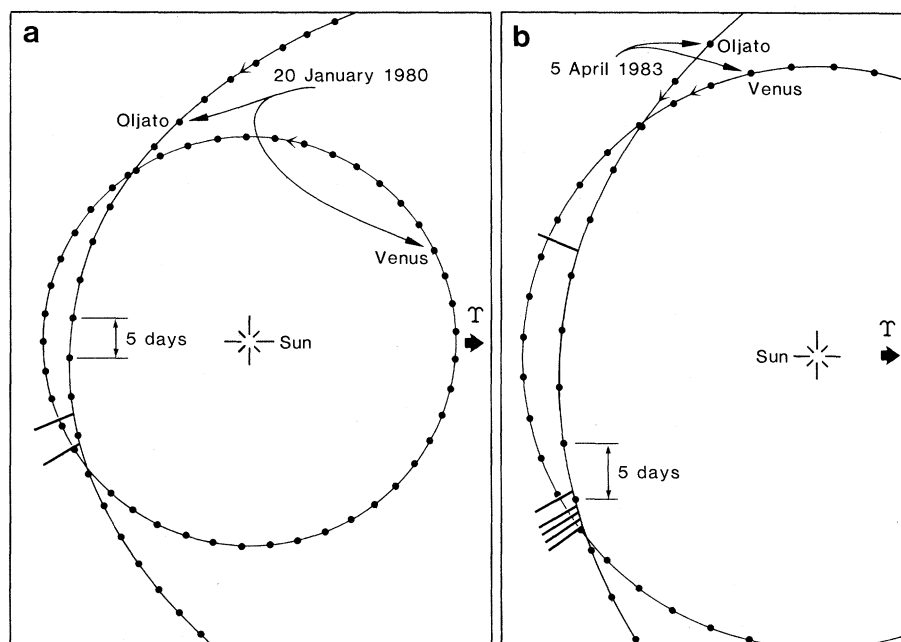 a
20 January 1980
Oljato
Venus
5 days
Sun
♈
b
Oljato
5 April 1983
Venus
Sun
♈
5 days